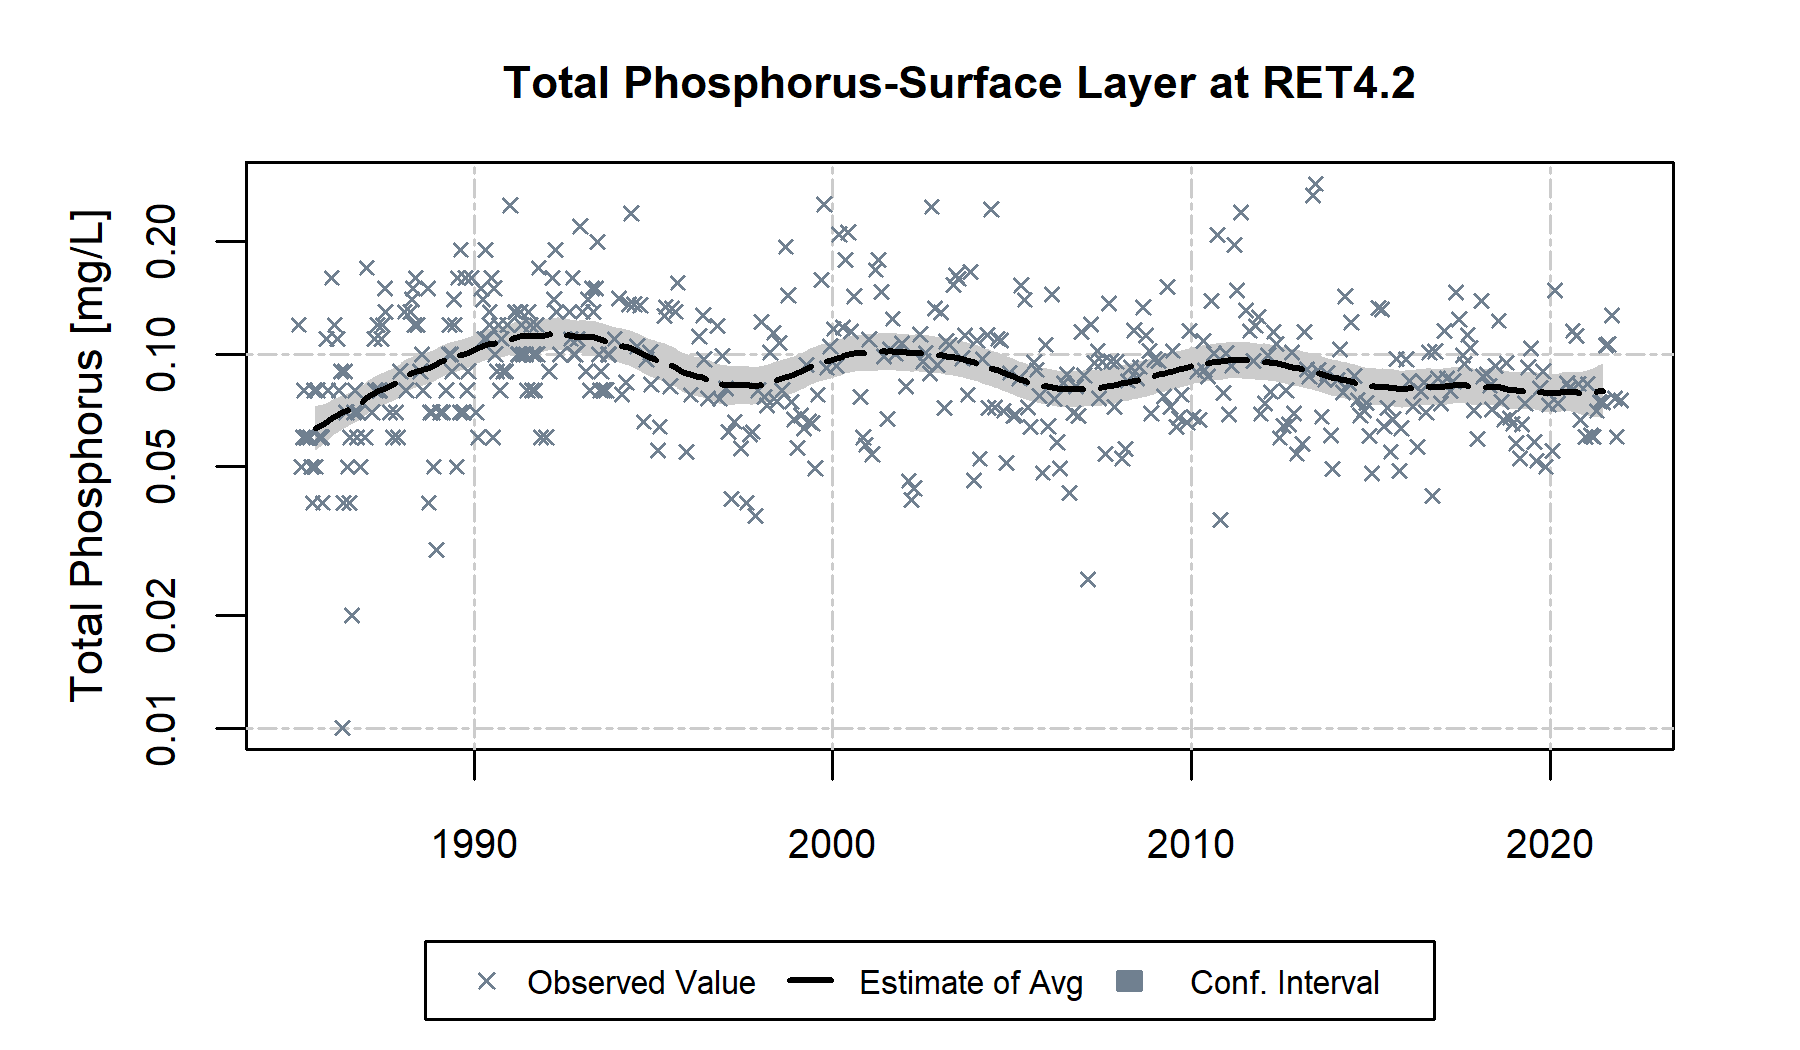 Total Phosphorus-Surface Layer at RET4.2
Total Phosphorus [mg/L]
0.20
0.10
0.05
0.02
0.01
1990 2000 2010 2020
Observed Value Estimate of Avg Conf. Interval